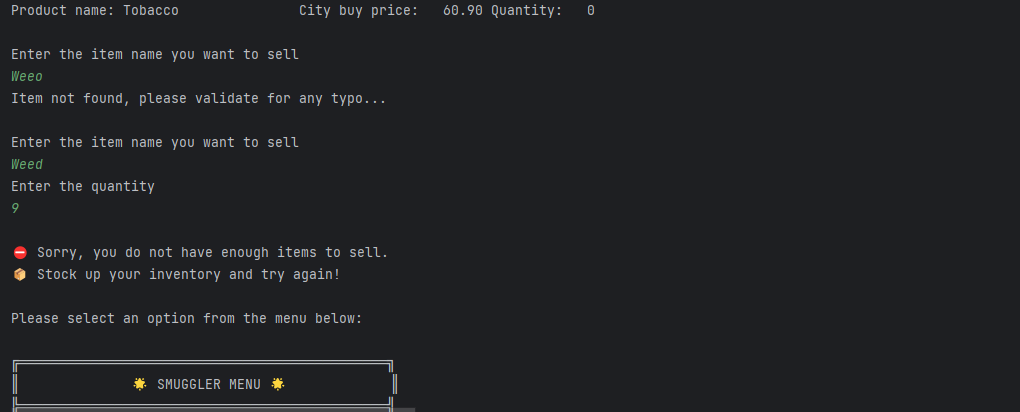 Product name: Tobacco               City buy price:   60.90 Quantity:   0
Enter the item name you want to sell
Weeo
Item not found, please validate for any typo...
Enter the item name you want to sell
Weed
Enter the quantity
9
⛔ Sorry, you do not have enough items to sell.
📦 Stock up your inventory and try again!
Please select an option from the menu below:
🌟 SMUGGLER MENU 🌟